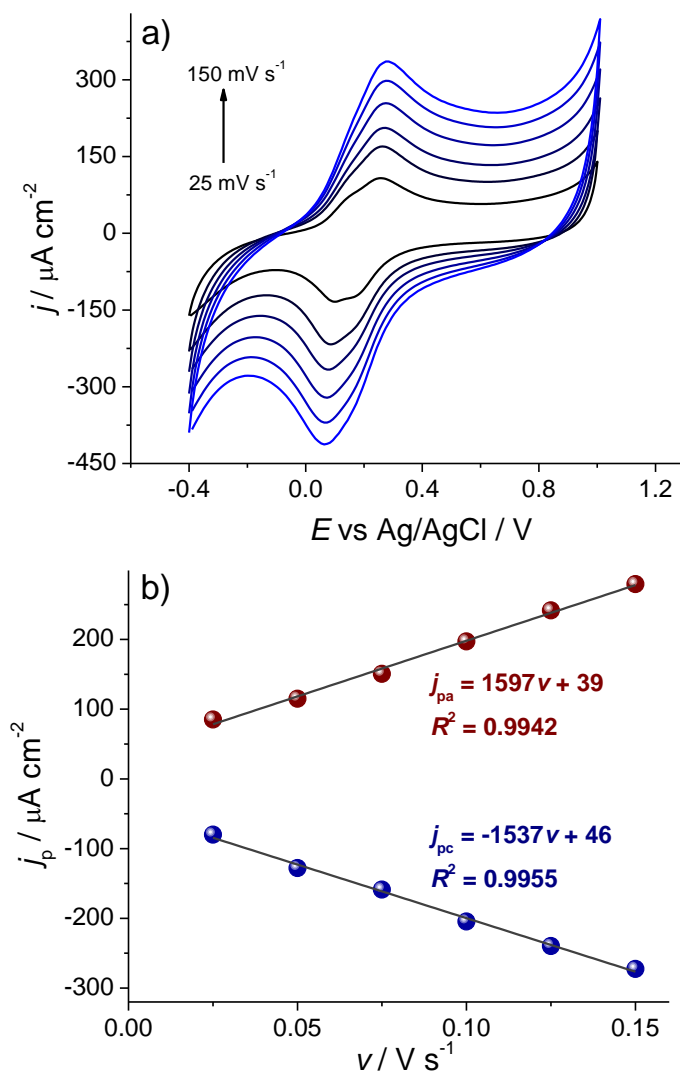 a)
150 mV s⁻¹
25 mV s⁻¹
300
150
0
-150
-300
-450
j / μA cm⁻²
-0.4 0.0 0.4 0.8 1.2
E vs Ag/AgCl / V
b)
200
100
0
-100
-200
-300
jₚ / μA cm⁻²
jₚₐ = 1597v + 39
R² = 0.9942
j_pc = -1537v + 46
R² = 0.9955
0.00 0.05 0.10 0.15
v / V s⁻¹